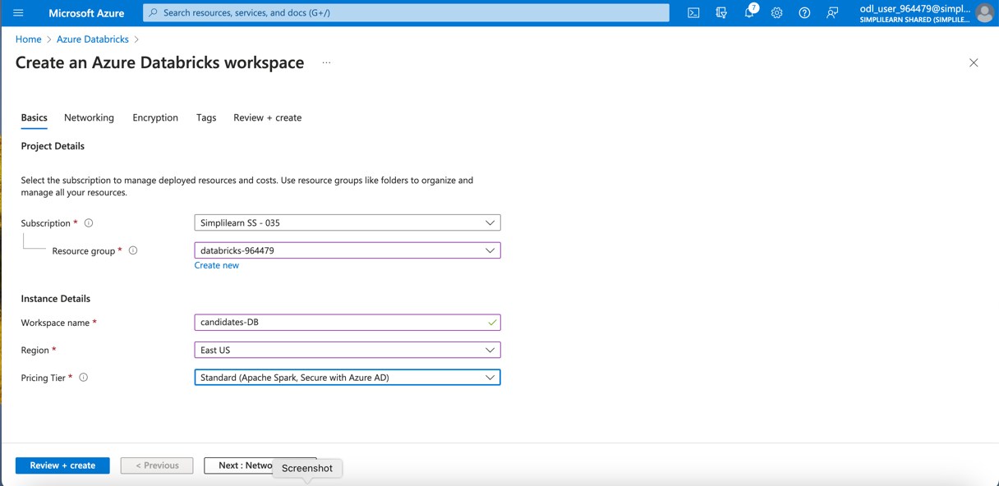 Microsoft Azure
Search resources, services, and docs (G+/)
7
odl_user_964479@simpl...
SIMPLILEARN SHARED (SIMPLILE...
Home > Azure Databricks >
Create an Azure Databricks workspace ...
Basics Networking Encryption Tags Review + create
Project Details
Select the subscription to manage deployed resources and costs. Use resource groups like folders to organize and
manage all your resources.
Subscription * Simplilearn SS - 035
Resource group * databricks-964479
Create new
Instance Details
Workspace name * candidates-DB
Region * East US
Pricing Tier * Standard (Apache Spark, Secure with Azure AD)
Review + create < Previous Next : Netwo
Screenshot